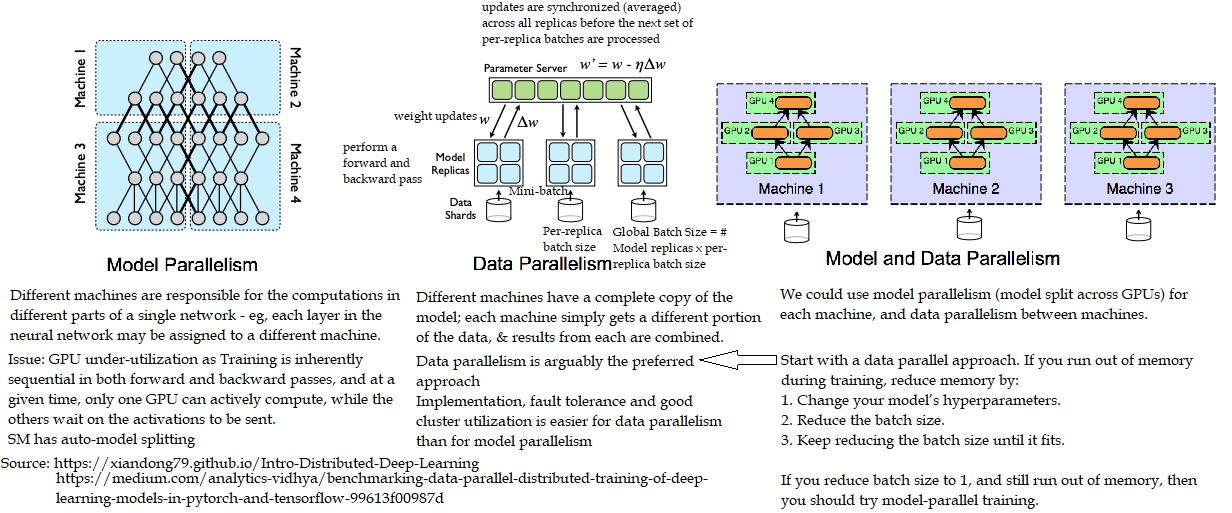 updates are synchronized (averaged)
across all replicas before the next set of
per-replica batches are processed
Machine 1
Machine 2
Machine 3
Machine 4
Model Parallelism
Parameter Server
w' = w - ηΔw
weight updates
w
Δw
perform a
forward and
backward pass
Model
Replicas
Mini-batch
Data
Shards
Per-replica
batch size
Global Batch Size = #
Model replicas x per-
replica batch size
Data Parallelism
GPU 4
GPU 2
GPU 3
GPU 1
Machine 1
GPU 4
GPU 2
GPU 3
GPU 1
Machine 2
GPU 4
GPU 2
GPU 3
GPU 1
Machine 3
Model and Data Parallelism
Different machines are responsible for the computations in
different parts of a single network - eg, each layer in the
neural network may be assigned to a different machine.
Issue: GPU under-utilization as Training is inherently
sequential in both forward and backward passes, and at a
given time, only one GPU can actively compute, while the
others wait on the activations to be sent.
SM has auto-model splitting
Different machines have a complete copy of the
model; each machine simply gets a different portion
of the data, & results from each are combined.
Data parallelism is arguably the preferred
approach
Implementation, fault tolerance and good
cluster utilization is easier for data parallelism
than for model parallelism
We could use model parallelism (model split across GPUs) for
each machine, and data parallelism between machines.
Start with a data parallel approach. If you run out of memory
during training, reduce memory by:
1. Change your model's hyperparameters.
2. Reduce the batch size.
3. Keep reducing the batch size until it fits.
If you reduce batch size to 1, and still run out of memory, then
you should try model-parallel training.
Source: https://xiandong79.github.io/Intro-Distributed-Deep-Learning
https://medium.com/analytics-vidhya/benchmarking-data-parallel-distributed-training-of-deep-
learning-models-in-pytorch-and-tensorflow-99613f00987d